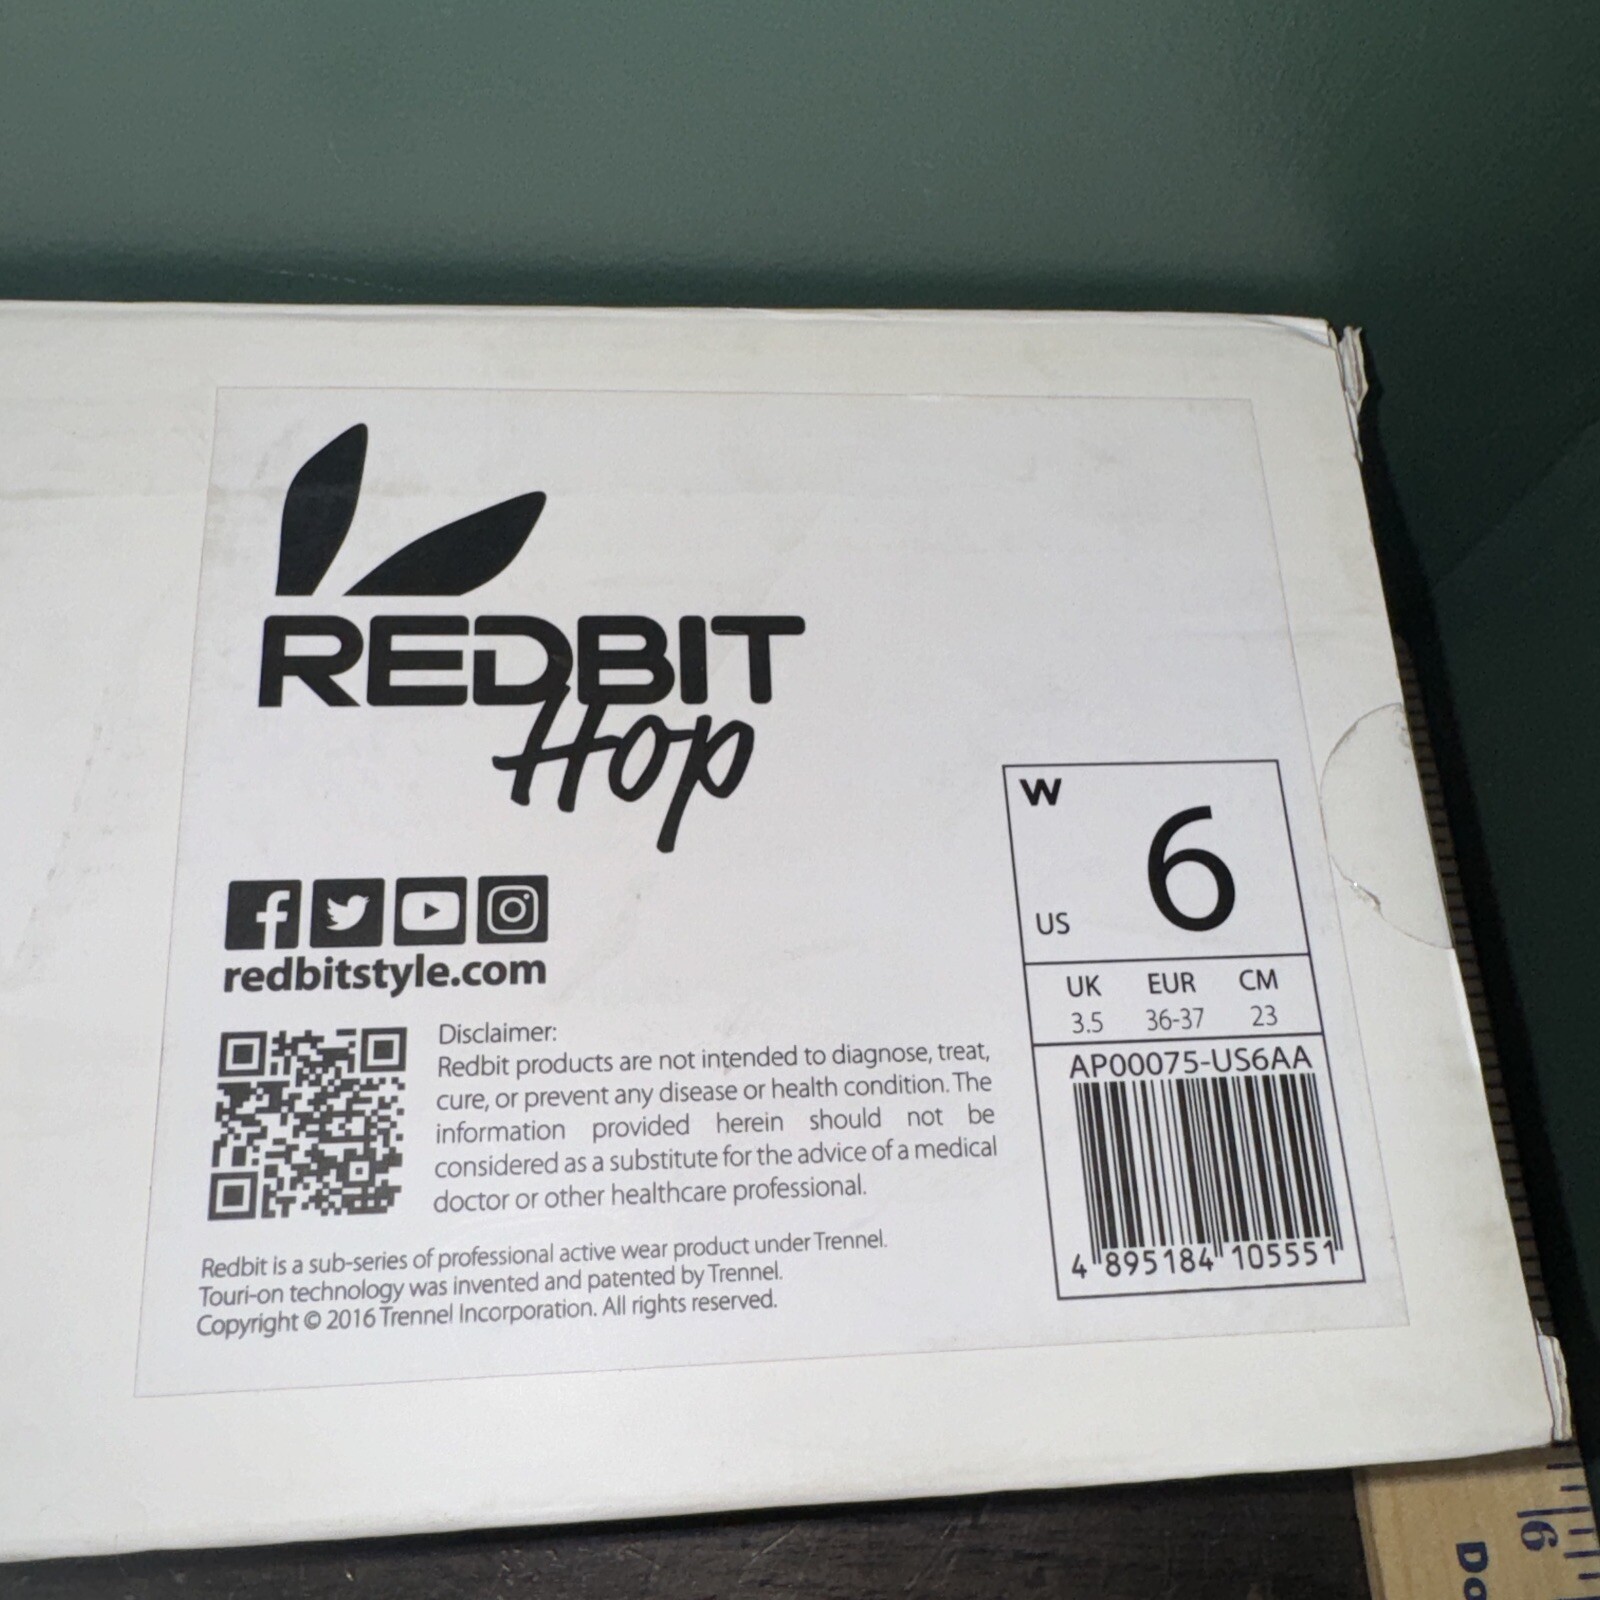 REDBIT
Hop
W
6
US
UK EUR CM
3.5 36-37 23
AP00075-US6AA
4 895184 105551
redbitstyle.com
Disclaimer:
Redbit products are not intended to diagnose, treat,
cure, or prevent any disease or health condition. The
information provided herein should not be
considered as a substitute for the advice of a medical
doctor or other healthcare professional.
Redbit is a sub-series of professional active wear product under Trennel.
Touri-on technology was invented and patented by Trennel.
Copyright © 2016 Trennel Incorporation. All rights reserved.